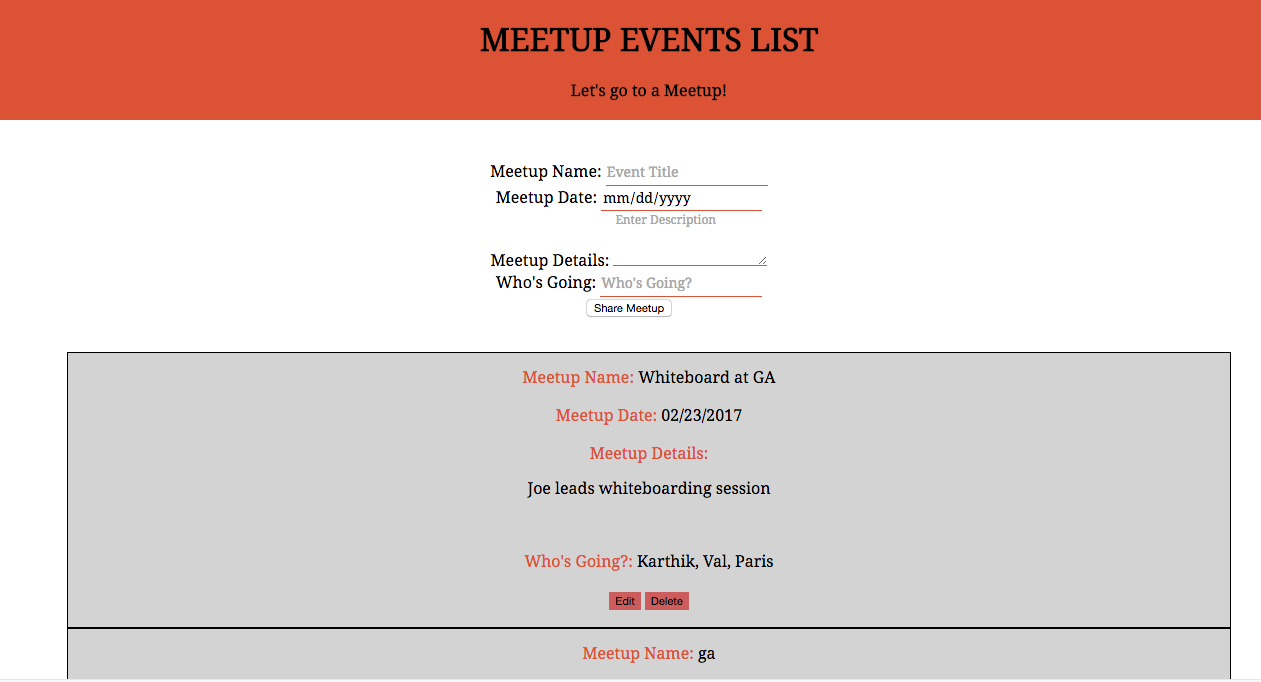 MEETUP EVENTS LIST
Let's go to a Meetup!
Meetup Name: Event Title
Meetup Date: mm/dd/yyyy
Enter Description
Meetup Details:
Who's Going: Who's Going?
Share Meetup
Meetup Name: Whiteboard at GA
Meetup Date: 02/23/2017
Meetup Details:
Joe leads whiteboarding session
Who's Going?: Karthik, Val, Paris
Edit Delete
Meetup Name: ga